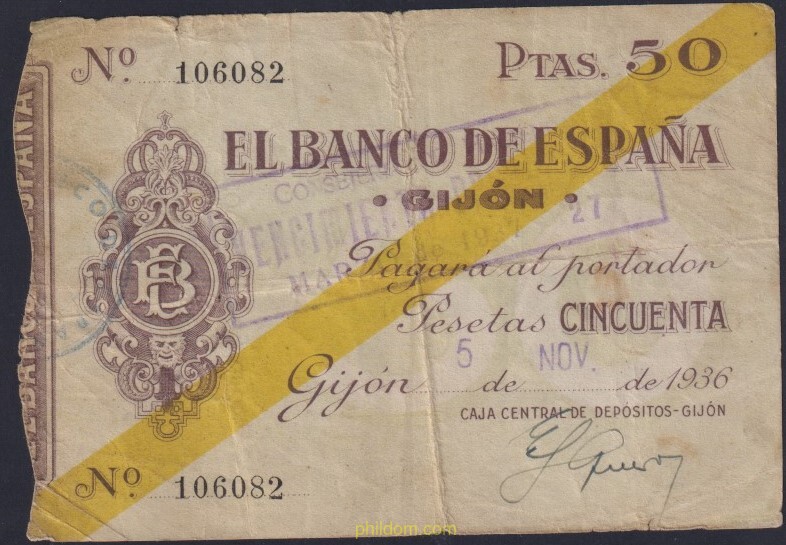 Nº 106082
PTAS. 50
EL BANCO DE ESPAÑA
GIJÓN
Pagará al portador
Pesetas CINCUENTA
5 NOV.
Gijón de de 1936
CAJA CENTRAL DE DEPÓSITOS-GIJÓN
Nº 106082
27
phildom.com